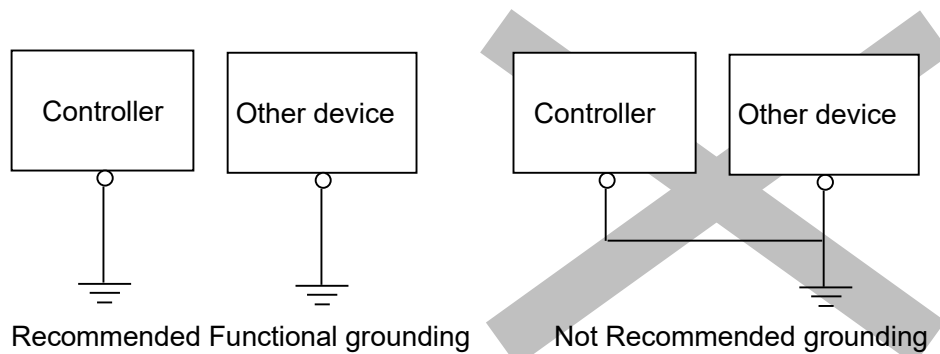 Controller
Other device
Controller
Other device
Recommended Functional grounding
Not Recommended grounding